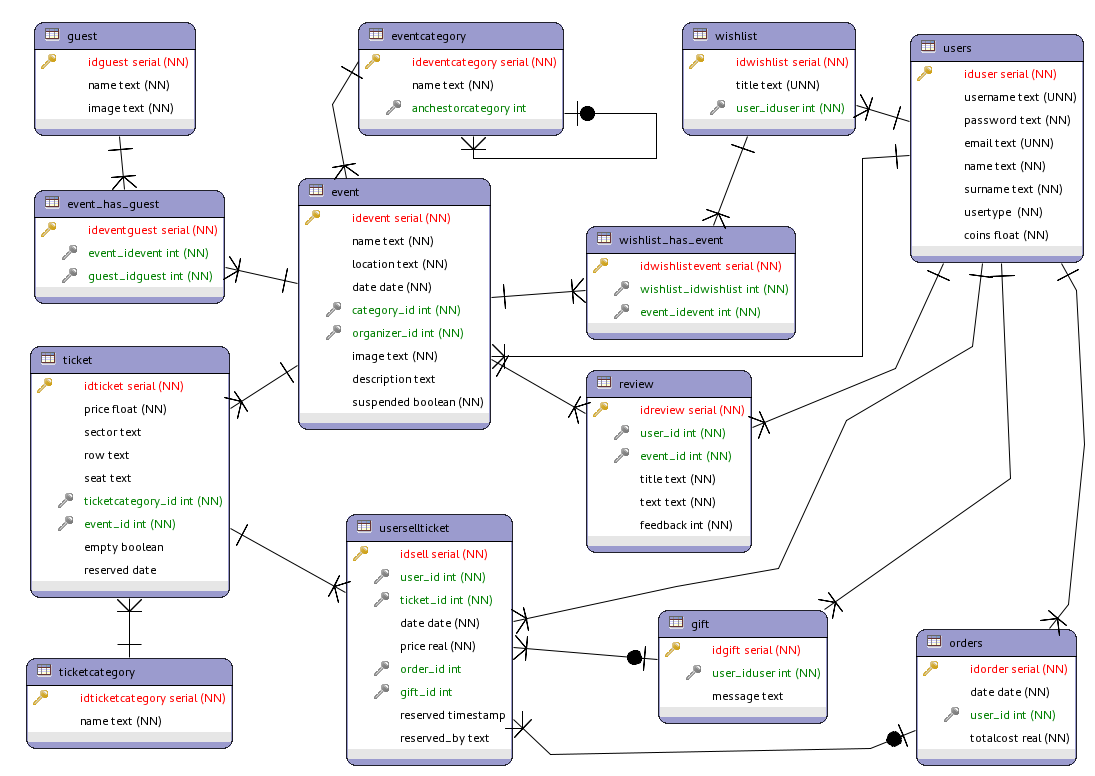 guest
idguest serial (NN)
name text (NN)
image text (NN)
eventcategory
ideventcategory serial (NN)
name text (NN)
anchestorcategory int
wishlist
idwishlist serial (NN)
title text (UNN)
user_iduser int (NN)
users
iduser serial (NN)
username text (UNN)
password text (NN)
email text (UNN)
name text (NN)
surname text (NN)
usertype (NN)
coins float (NN)
event_has_guest
ideventguest serial (NN)
event_idevent int (NN)
guest_idguest int (NN)
event
idevent serial (NN)
name text (NN)
location text (NN)
date date (NN)
category_id int (NN)
organizer_id int (NN)
image text (NN)
description text
suspended boolean (NN)
wishlist_has_event
idwishlistevent serial (NN)
wishlist_idwishlist int (NN)
event_idevent int (NN)
ticket
idticket serial (NN)
price float (NN)
sector text
row text
seat text
ticketcategory_id int (NN)
event_id int (NN)
empty boolean
reserved date
review
idreview serial (NN)
user_id int (NN)
event_id int (NN)
title text (NN)
text text (NN)
feedback int (NN)
usersellticket
idsell serial (NN)
user_id int (NN)
ticket_id int (NN)
date date (NN)
price real (NN)
order_id int
gift_id int
reserved timestamp
reserved_by text
gift
idgift serial (NN)
user_iduser int (NN)
message text
orders
idorder serial (NN)
date date (NN)
user_id int (NN)
totalcost real (NN)
ticketcategory
idticketcategory serial (NN)
name text (NN)